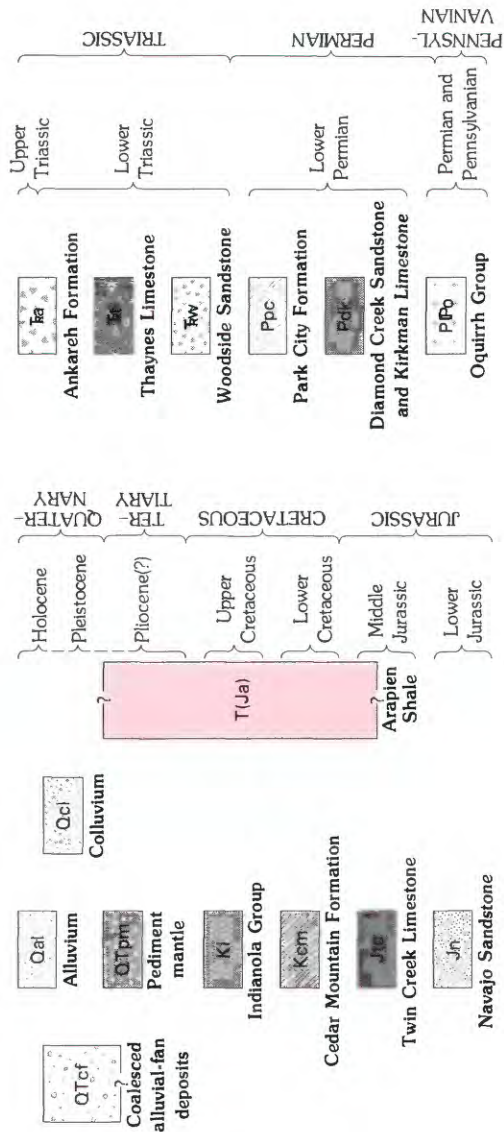 QTcf
?
Coalesced
alluvial-fan
deposits
Qal
Alluvium
QTpm
Pediment
mantle
Ki
Indianola Group
Kcm
Cedar Mountain Formation
Jtc
Twin Creek Limestone
Jn
Navajo Sandstone
Qcl
Colluvium
?
T(Ja)
?
Arapien
Shale
Holocene
Pleistocene
Pliocene(?)
Upper
Cretaceous
Lower
Cretaceous
Middle
Jurassic
Lower
Jurassic
QUATER-
NARY
TER-
TIARY
CRETACEOUS
JURASSIC
TRa
Ankareh Formation
TRt
Thaynes Limestone
TRw
Woodside Sandstone
Ppc
Park City Formation
Pdk
Diamond Creek Sandstone
and Kirkman Limestone
PIPo
Oquirrh Group
Upper
Triassic
Lower
Triassic
Lower
Permian
Permian and
Pennsylvanian
TRIASSIC
PERMIAN
PENNSYL-
VANIAN